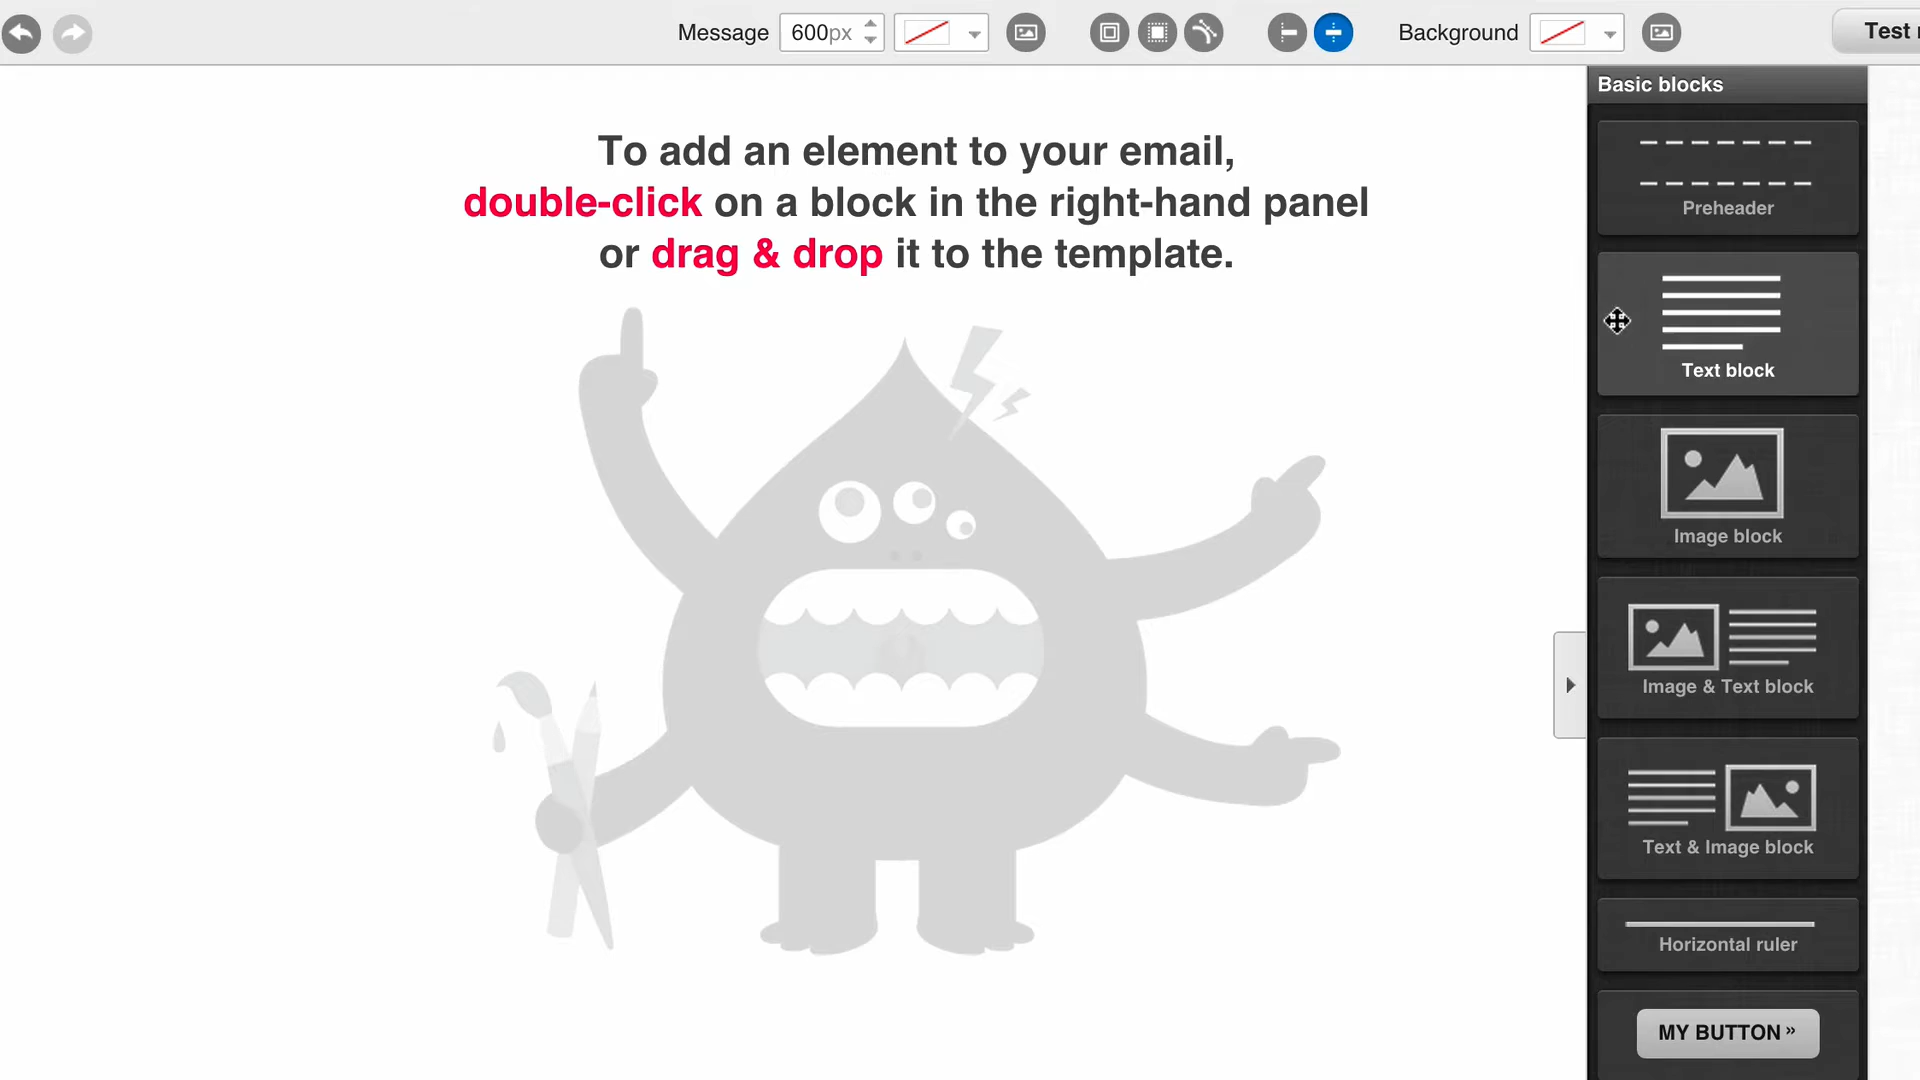 Message 600px Background Test
Basic blocks
To add an element to your email,
double-click on a block in the right-hand panel
or drag & drop it to the template.
Preheader
Text block
Image block
Image & Text block
Text & Image block
Horizontal ruler
MY BUTTON »